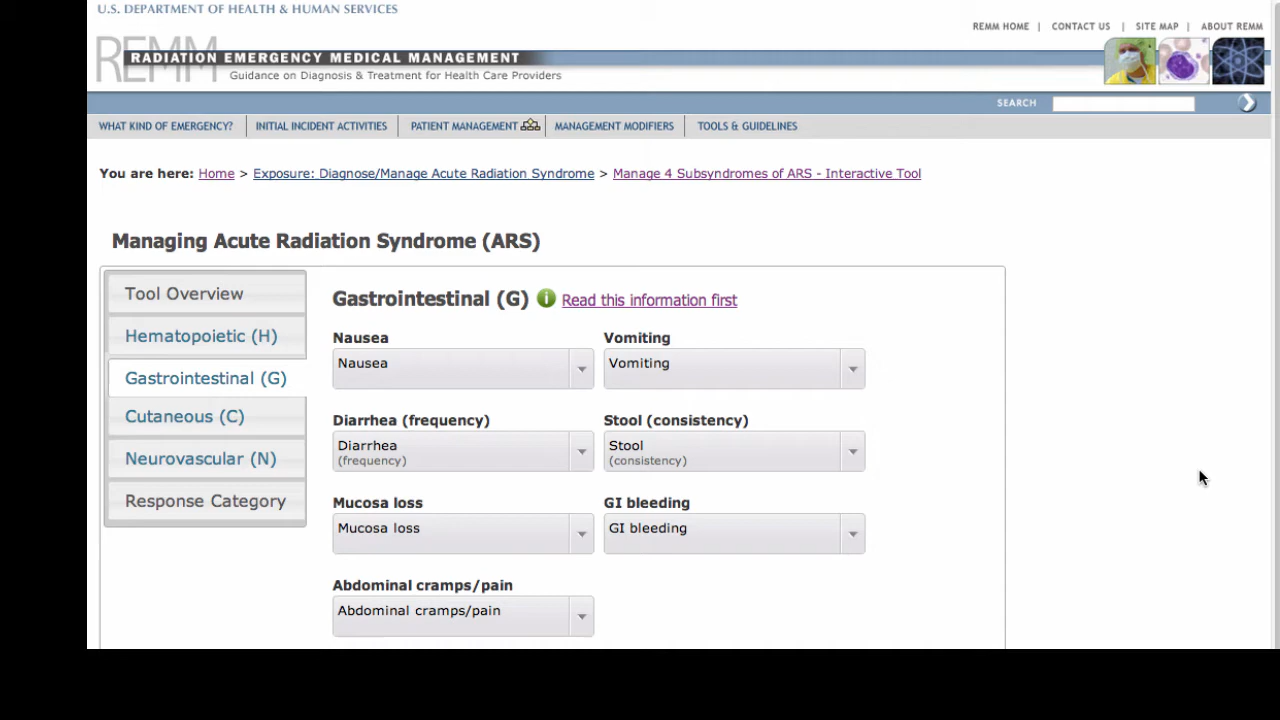 U.S. DEPARTMENT OF HEALTH & HUMAN SERVICES
REMM HOME | CONTACT US | SITE MAP | ABOUT REMM
REMM
RADIATION EMERGENCY MEDICAL MANAGEMENT
Guidance on Diagnosis & Treatment for Health Care Providers
SEARCH
WHAT KIND OF EMERGENCY? INITIAL INCIDENT ACTIVITIES PATIENT MANAGEMENT MANAGEMENT MODIFIERS TOOLS & GUIDELINES
You are here: Home > Exposure: Diagnose/Manage Acute Radiation Syndrome > Manage 4 Subsyndromes of ARS - Interactive Tool
Managing Acute Radiation Syndrome (ARS)
Tool Overview
Hematopoietic (H)
Gastrointestinal (G)
Cutaneous (C)
Neurovascular (N)
Response Category
Gastrointestinal (G) i Read this information first
Nausea Vomiting
Nausea Vomiting
Diarrhea (frequency) Stool (consistency)
Diarrhea Stool
(frequency) (consistency)
Mucosa loss GI bleeding
Mucosa loss GI bleeding
Abdominal cramps/pain
Abdominal cramps/pain